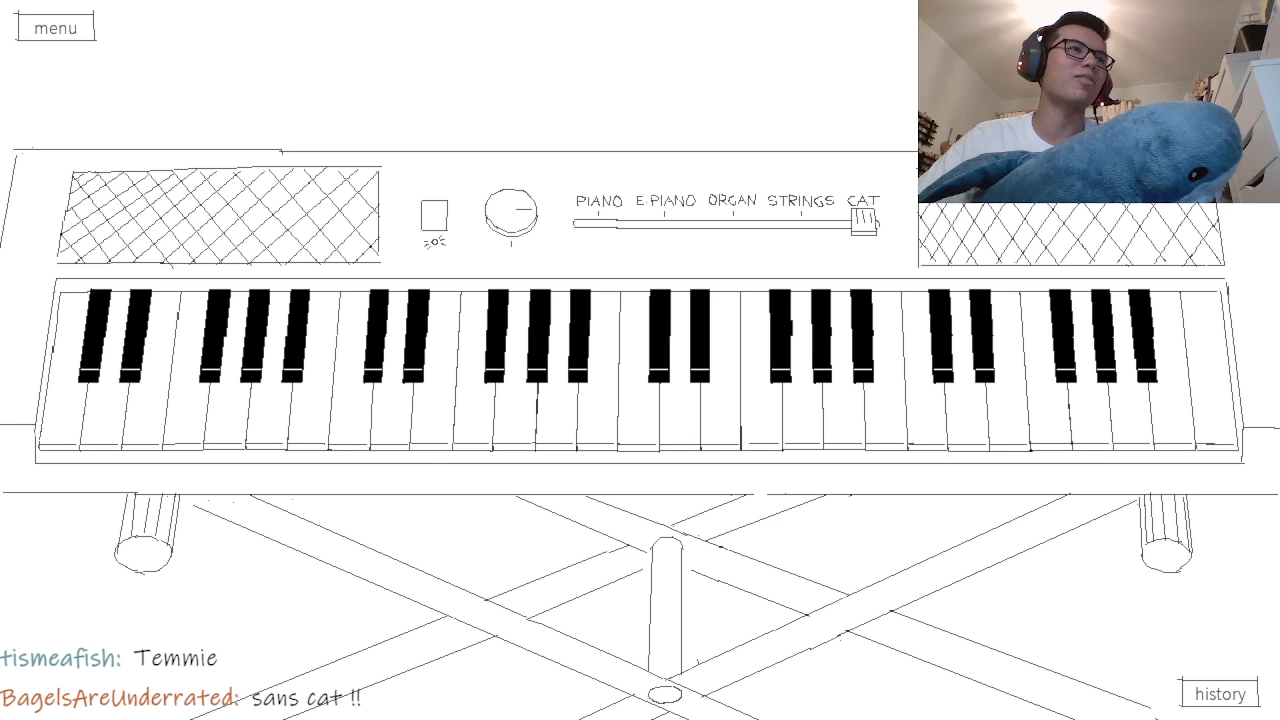 menu
PIANO E-PIANO ORGAN STRINGS CAT
tismeafish: Temmie
BagelsAreUnderrated: sans cat !!
history